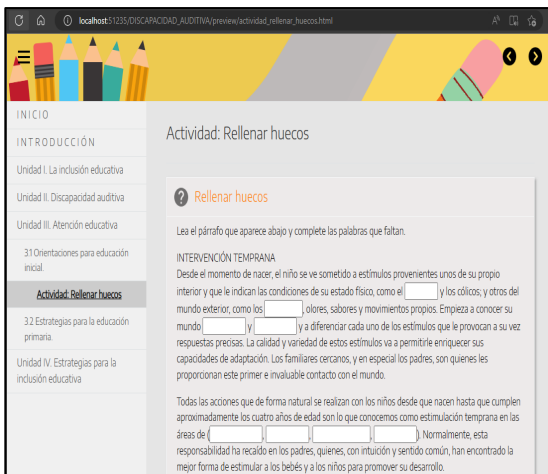 localhost:51235/DISCAPACIDAD_AUDITIVA/preview/actividad_rellenar_huecos.html
INICIO
INTRODUCCIÓN
Unidad I. La inclusión educativa
Unidad II. Discapacidad auditiva
Unidad III. Atención educativa
3.1 Orientaciones para educación
inicial.
Actividad: Rellenar huecos
3.2 Estrategias para la educación
primaria.
Unidad IV. Estrategias para la
inclusión educativa
Actividad: Rellenar huecos
Rellenar huecos
Lea el párrafo que aparece abajo y complete las palabras que faltan.
INTERVENCIÓN TEMPRANA
Desde el momento de nacer, el niño se ve sometido a estímulos provenientes unos de su propio
interior y que le indican las condiciones de su estado físico, como el y los cólicos; y otros del
mundo exterior, como los , olores, sabores y movimientos propios. Empieza a conocer su
mundo y y a diferenciar cada uno de los estímulos que le provocan a su vez
respuestas precisas. La calidad y variedad de estos estímulos va a permitirle enriquecer sus
capacidades de adaptación. Los familiares cercanos, y en especial los padres, son quienes les
proporcionan este primer e invaluable contacto con el mundo.
Todas las acciones que de forma natural se realizan con los niños desde que nacen hasta que cumplen
aproximadamente los cuatro años de edad son lo que conocemos como estimulación temprana en las
áreas de ( , , , ). Normalmente, esta
responsabilidad ha recaído en los padres, quienes, con intuición y sentido común, han encontrado la
mejor forma de estimular a los bebés y a los niños para promover su desarrollo.